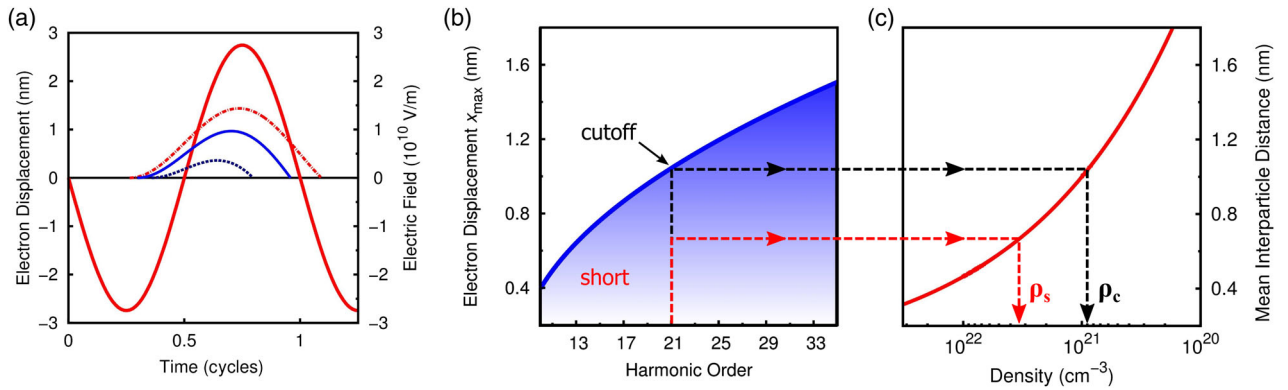 (a)
3
2
1
0
−1
−2
−3
Electron Displacement (nm)
0
0.5
1
Time (cycles)
3
2
1
0
−1
−2
−3
Electric Field (10¹⁰ V/m)
(b)
Electron Displacement xmax (nm)
1.6
1.2
0.8
0.4
cutoff
short
13
17
21
25
29
33
Harmonic Order
(c)
ρs
ρc
10²²
10²¹
10²⁰
Density (cm⁻³)
1.6
1.2
0.8
0.4
Mean Interparticle Distance (nm)